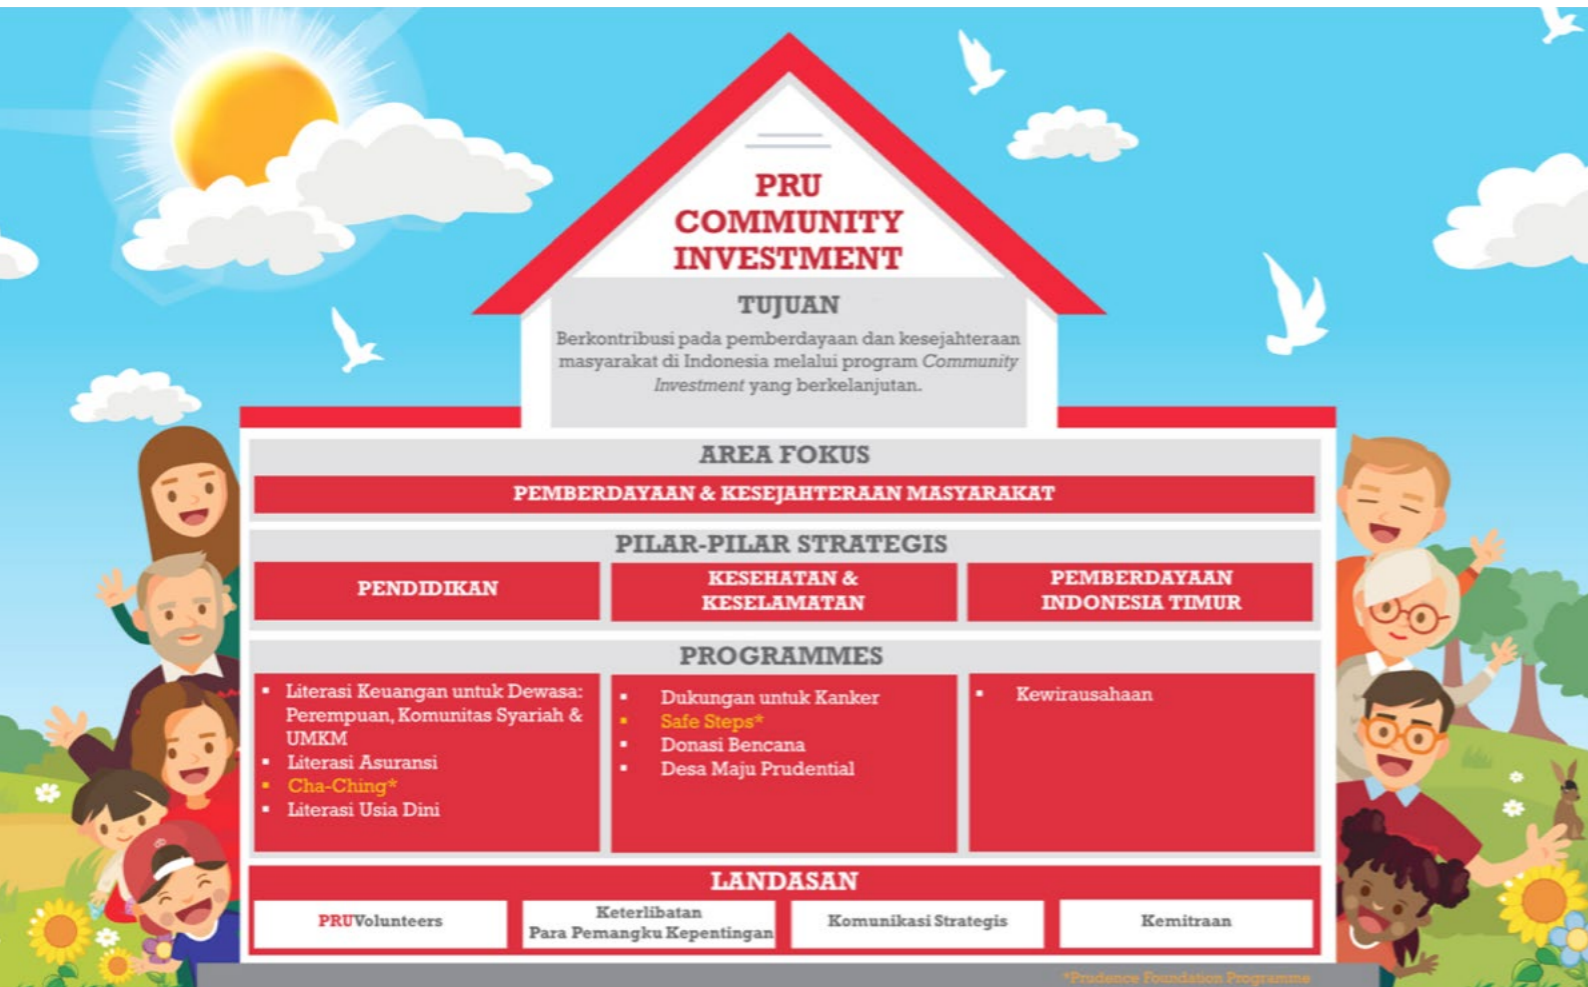 PRU
COMMUNITY
INVESTMENT
TUJUAN
Berkontribusi pada pemberdayaan dan kesejahteraan
masyarakat di Indonesia melalui program Community
Investment yang berkelanjutan.
AREA FOKUS
PEMBERDAYAAN & KESEJAHTERAAN MASYARAKAT
PILAR-PILAR STRATEGIS
PENDIDIKAN
KESEHATAN &
KESELAMATAN
PEMBERDAYAAN
INDONESIA TIMUR
PROGRAMMES
▪ Literasi Keuangan untuk Dewasa:
Perempuan, Komunitas Syariah &
UMKM
▪ Literasi Asuransi
▪ Cha-Ching*
▪ Literasi Usia Dini
▪ Dukungan untuk Kanker
▪ Safe Steps*
▪ Donasi Bencana
▪ Desa Maju Prudential
▪ Kewirausahaan
LANDASAN
PRUVolunteers
Keterlibatan
Para Pemangku Kepentingan
Komunikasi Strategis
Kemitraan
*Prudence Foundation Programme